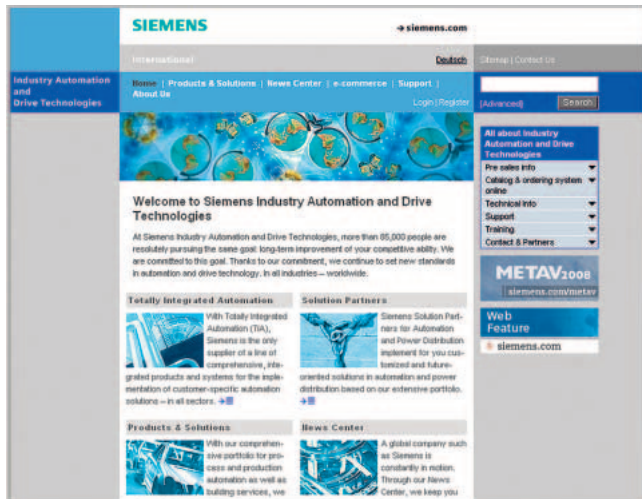 SIEMENS
→ siemens.com
International
Deutsch
Sitemap | Contact Us
Industry Automation
and
Drive Technologies
Home | Products & Solutions | News Center | e-commerce | Support |
About Us
Login | Register
[Advanced]
Search
All about Industry
Automation and Drive
Technologies
Pre sales info
Catalog & ordering system
online
Technical Info
Support
Training
Contact & Partners
METAV2008
siemens.com/metav
Web
Feature
siemens.com
Welcome to Siemens Industry Automation and Drive
Technologies
At Siemens Industry Automation and Drive Technologies, more than 85,000 people are
resolutely pursuing the same goal: long-term improvement of your competitive ability. We
are committed to this goal. Thanks to our commitment, we continue to set new standards
in automation and drive technology. In all industries – worldwide.
Totally Integrated Automation
With Totally Integrated
Automation (TIA),
Siemens is the only
supplier of a line of
comprehensive, inte-
grated products and systems for the imple-
mentation of customer-specific automation
solutions – in all sectors. →
Solution Partners
Siemens Solution Part-
ners for Automation
and Power Distribution
implement for you cus-
tomized and future-
oriented solutions in automation and power
distribution based on our extensive portfolio.
→
Products & Solutions
With our comprehen-
sive portfolio for pro-
cess and production
automation as well as
building services, we
News Center
A global company such
as Siemens is
constantly in motion.
Through our News
Center, we keep you